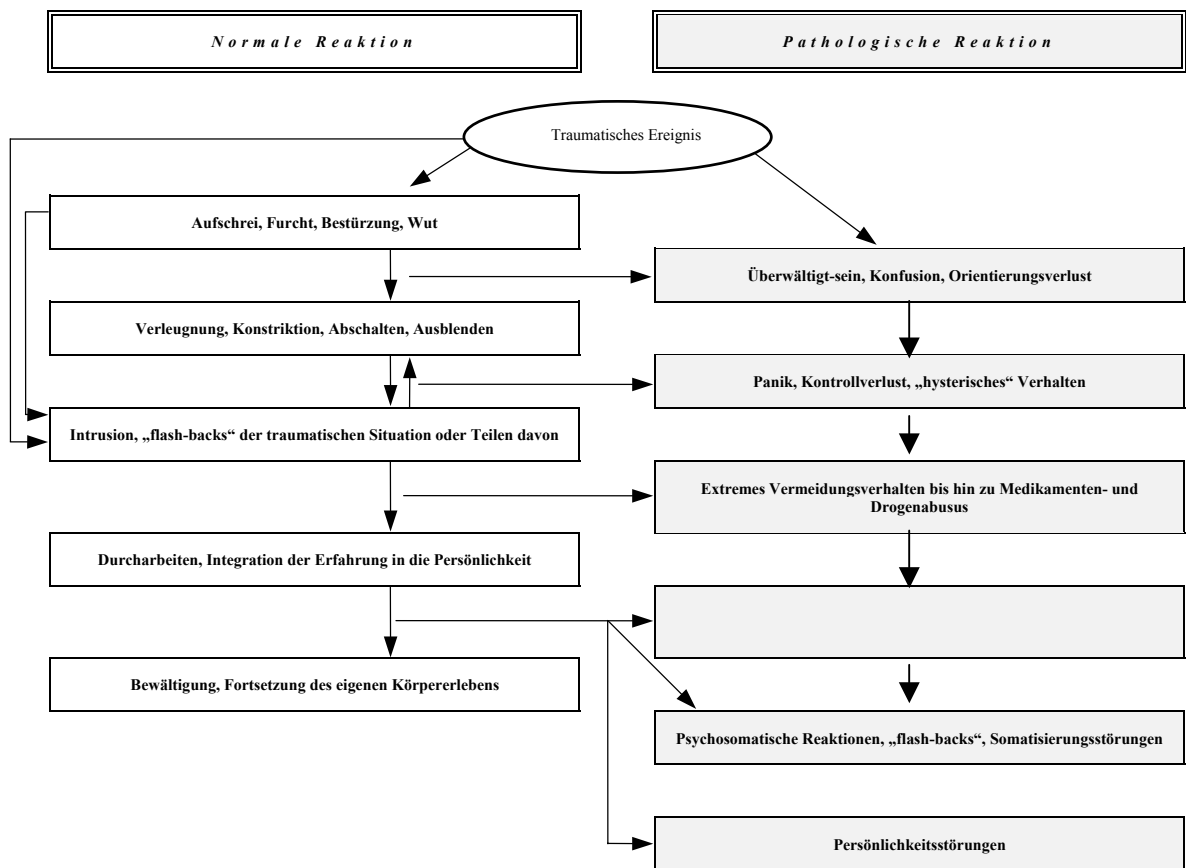 Normale Reaktion
Pathologische Reaktion
Traumatisches Ereignis
Aufschrei, Furcht, Bestürzung, Wut
Überwältigt-sein, Konfusion, Orientierungsverlust
Verleugnung, Konstriktion, Abschalten, Ausblenden
Panik, Kontrollverlust, „hysterisches“ Verhalten
Intrusion, „flash-backs“ der traumatischen Situation oder Teilen davon
Extremes Vermeidungsverhalten bis hin zu Medikamenten- und
Drogenabusus
Durcharbeiten, Integration der Erfahrung in die Persönlichkeit
Bewältigung, Fortsetzung des eigenen Körpererlebens
Psychosomatische Reaktionen, „flash-backs“, Somatisierungsstörungen
Persönlichkeitsstörungen